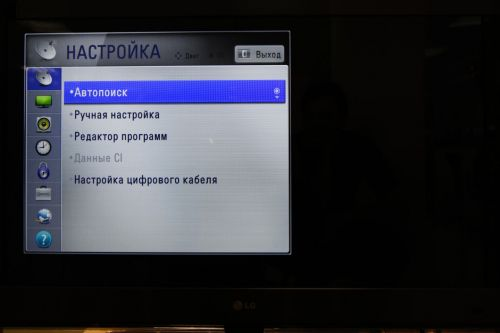 НАСТРОЙКА
Выход
•Автопоиск
•Ручная настройка
•Редактор программ
•Данные CI
•Настройка цифрового кабеля
?
LG